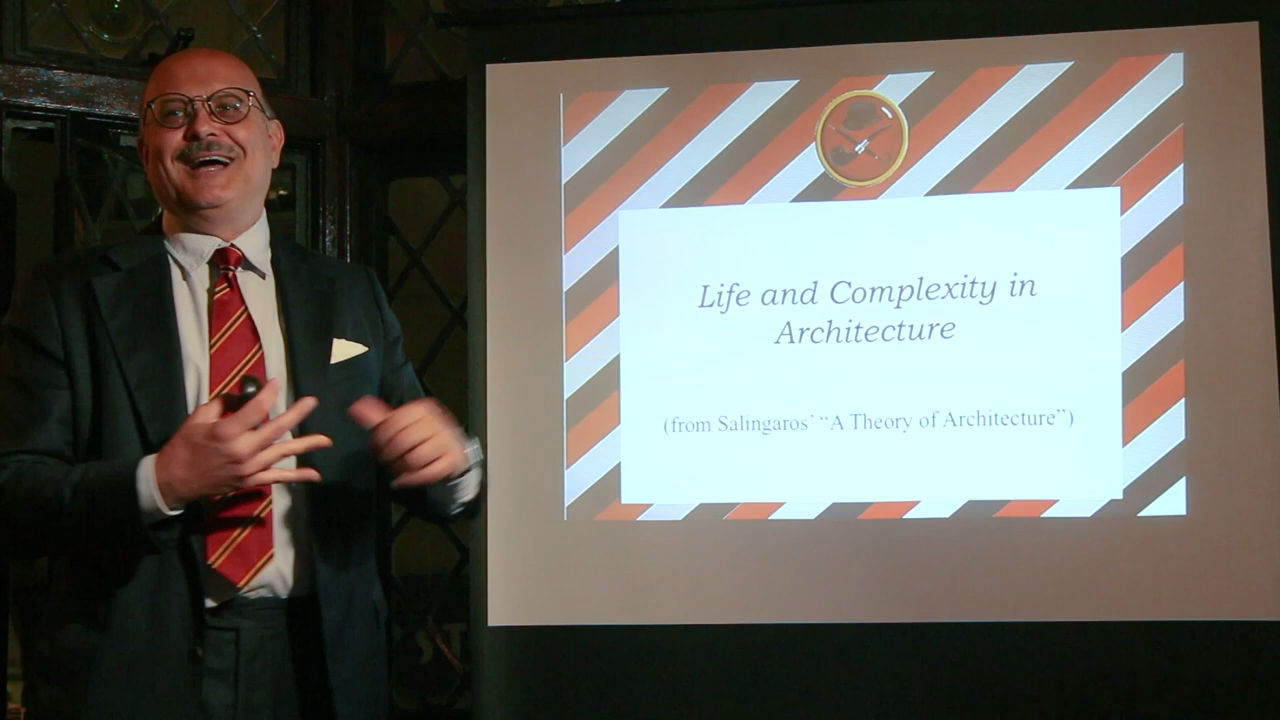 Life and Complexity in
Architecture
(from Salingaros’ “A Theory of Architecture”)